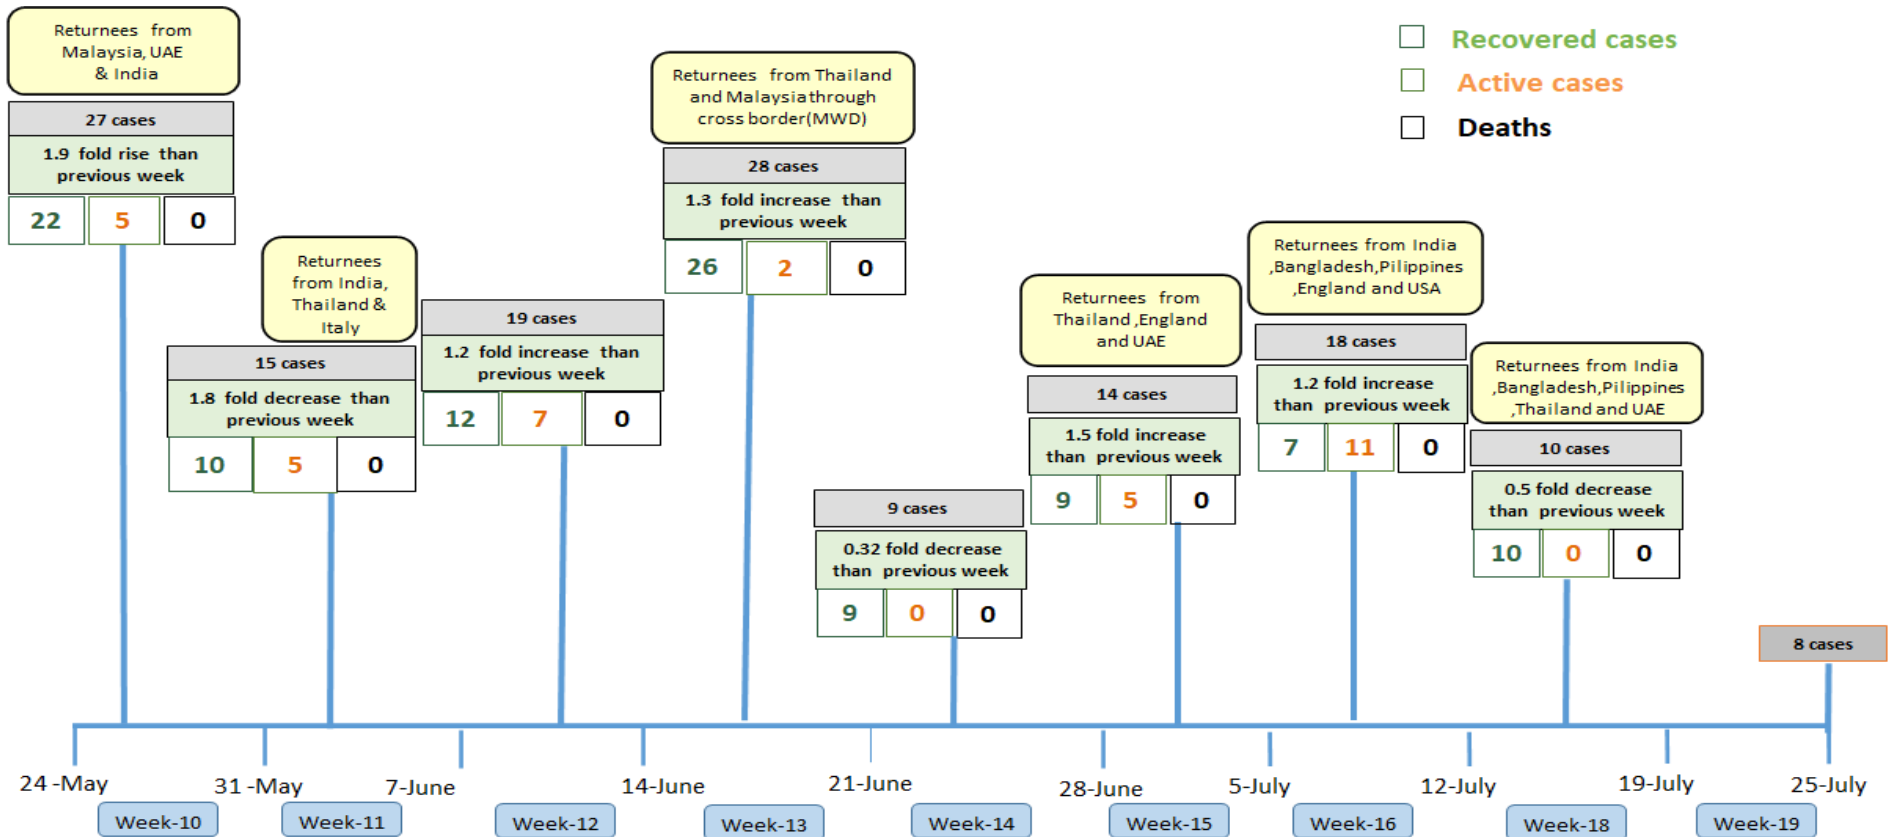 Returnees from
Malaysia, UAE
& India
27 cases
1.9 fold rise than
previous week
22 5 0
Returnees
from India,
Thailand &
Italy
15 cases
1.8 fold decrease than
previous week
10 5 0
19 cases
1.2 fold increase than
previous week
12 7 0
Returnees from Thailand
and Malaysiathrough
cross border(MWD)
28 cases
1.3 fold increase than
previous week
26 2 0
9 cases
0.32 fold decrease
than previous week
9 0 0
Returnees from
Thailand ,England
and UAE
14 cases
1.5 fold increase
than previous week
9 5 0
Returnees from India
,Bangladesh,Pilippines
,England and USA
18 cases
1.2 fold increase
than previous week
7 11 0
Returnees from India
,Bangladesh,Pilippines
,Thailand and UAE
10 cases
0.5 fold decrease
than previous week
10 0 0
8 cases
Recovered cases
Active cases
Deaths
24 -May 31 -May 7-June 14-June 21-June 28-June 5-July 12-July 19-July 25-July
Week-10 Week-11 Week-12 Week-13 Week-14 Week-15 Week-16 Week-18 Week-19